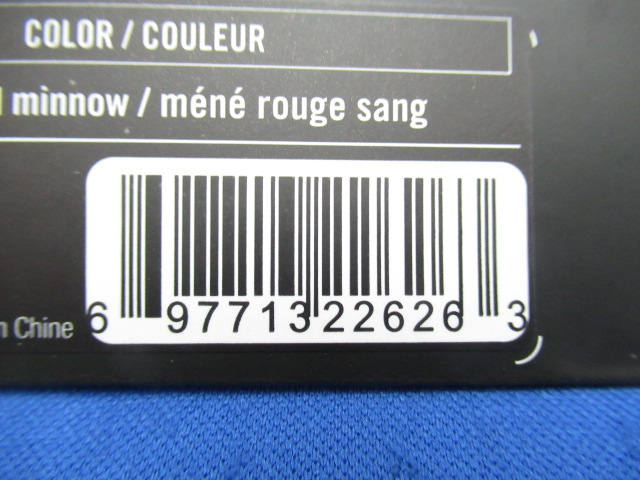 COLOR / COULEUR
minnow / méné rouge sang
Chine
6 97713 22626 3